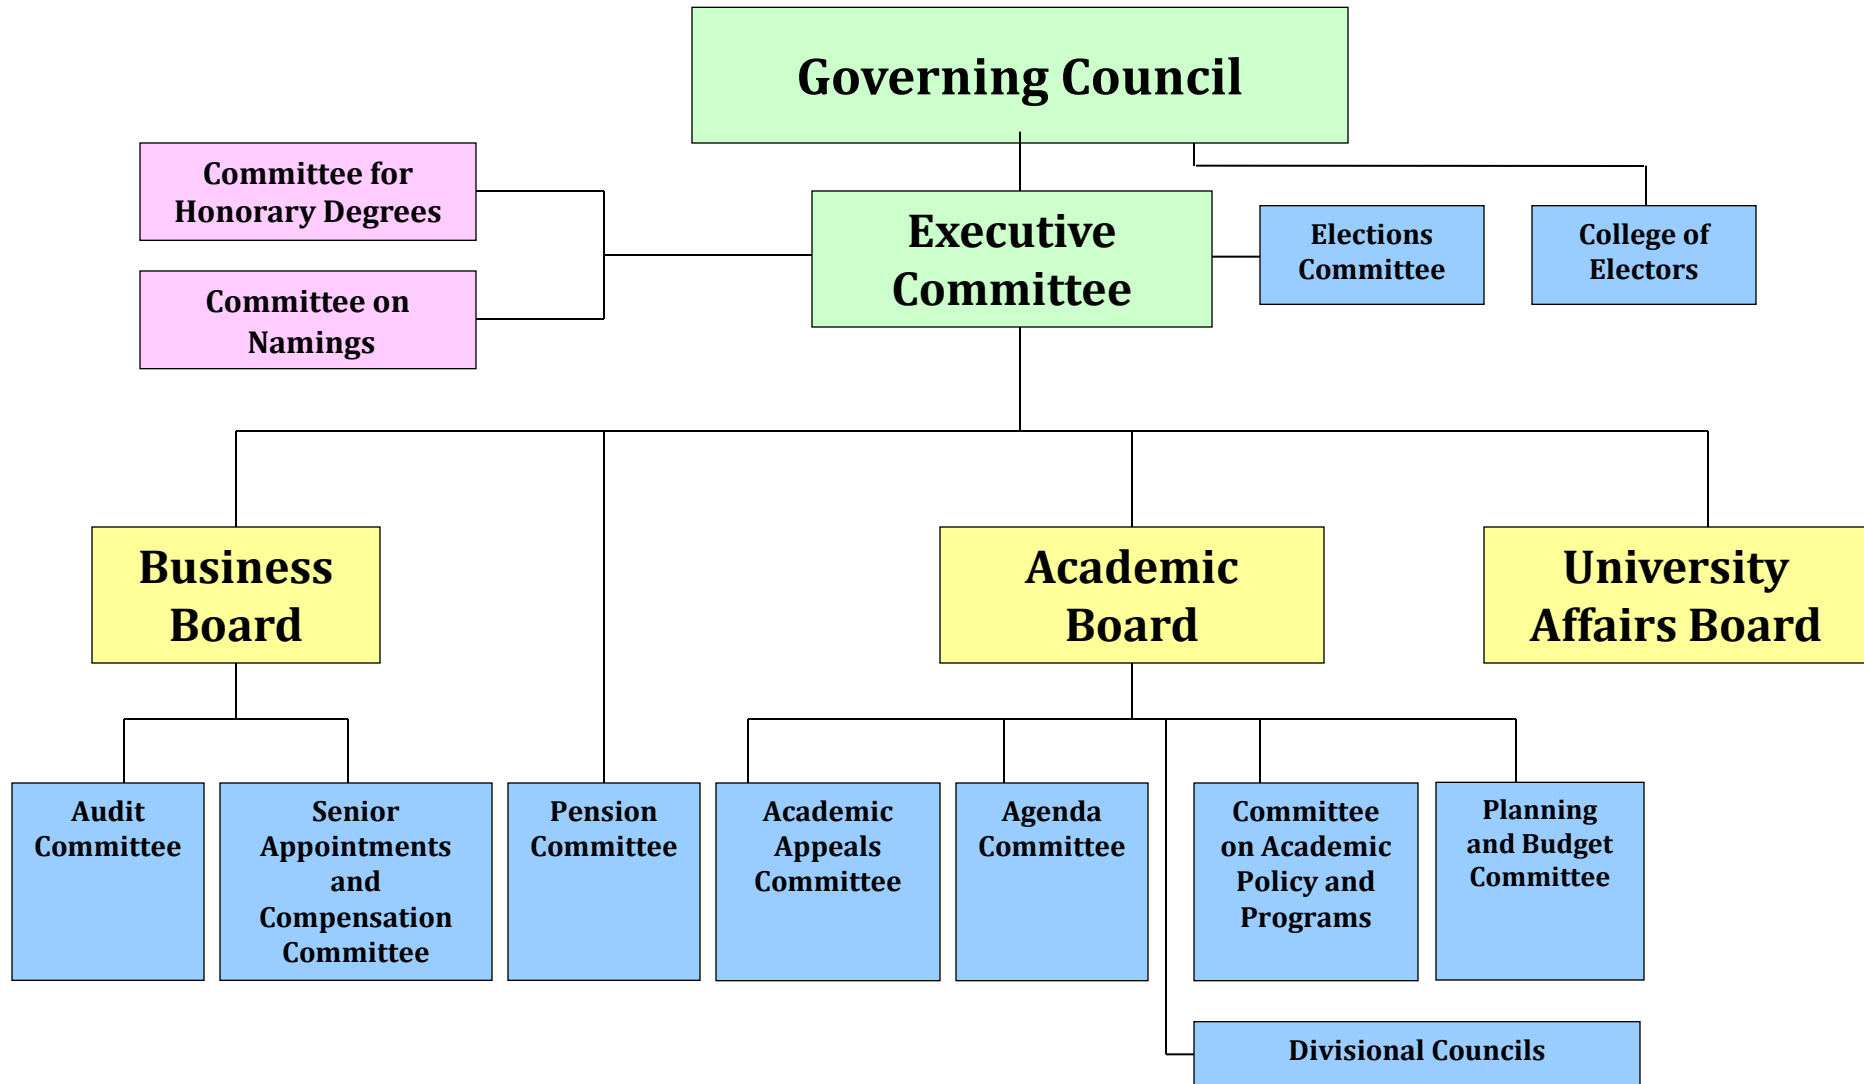 Governing Council
Committee for
Honorary Degrees
Committee on
Namings
Executive
Committee
Elections
Committee
College of
Electors
Business
Board
Academic
Board
University
Affairs Board
Audit
Committee
Senior
Appointments
and
Compensation
Committee
Pension
Committee
Academic
Appeals
Committee
Agenda
Committee
Committee
on Academic
Policy and
Programs
Planning
and Budget
Committee
Divisional Councils